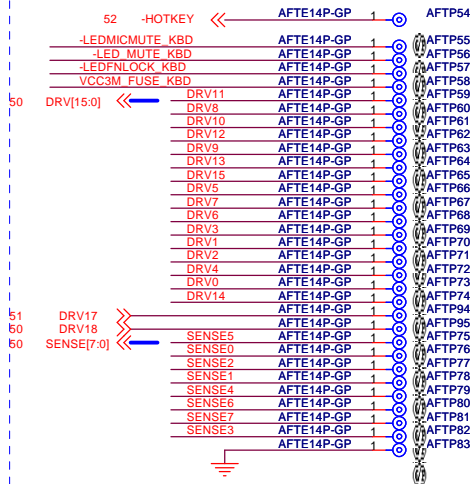 52 -HOTKEY AFTE14P-GP 1 AFTP54
-LEDMICMUTE_KBD AFTE14P-GP 1 AFTP55
-LED_MUTE_KBD AFTE14P-GP 1 AFTP56
-LEDFNLOCK_KBD AFTE14P-GP 1 AFTP57
VCC3M_FUSE_KBD AFTE14P-GP 1 AFTP58
50 DRV[15:0] DRV11 AFTE14P-GP 1 AFTP59
DRV8 AFTE14P-GP 1 AFTP60
DRV10 AFTE14P-GP 1 AFTP61
DRV12 AFTE14P-GP 1 AFTP62
DRV9 AFTE14P-GP 1 AFTP63
DRV13 AFTE14P-GP 1 AFTP64
DRV15 AFTE14P-GP 1 AFTP65
DRV5 AFTE14P-GP 1 AFTP66
DRV7 AFTE14P-GP 1 AFTP67
DRV6 AFTE14P-GP 1 AFTP68
DRV3 AFTE14P-GP 1 AFTP69
DRV1 AFTE14P-GP 1 AFTP70
DRV2 AFTE14P-GP 1 AFTP71
DRV4 AFTE14P-GP 1 AFTP72
DRV0 AFTE14P-GP 1 AFTP73
DRV14 AFTE14P-GP 1 AFTP74
51 DRV17 AFTE14P-GP 1 AFTP94
50 DRV18 AFTE14P-GP 1 AFTP95
50 SENSE[7:0] SENSE5 AFTE14P-GP 1 AFTP75
SENSE0 AFTE14P-GP 1 AFTP76
SENSE2 AFTE14P-GP 1 AFTP77
SENSE1 AFTE14P-GP 1 AFTP78
SENSE4 AFTE14P-GP 1 AFTP79
SENSE6 AFTE14P-GP 1 AFTP80
SENSE7 AFTE14P-GP 1 AFTP81
SENSE3 AFTE14P-GP 1 AFTP82
AFTE14P-GP 1 AFTP83